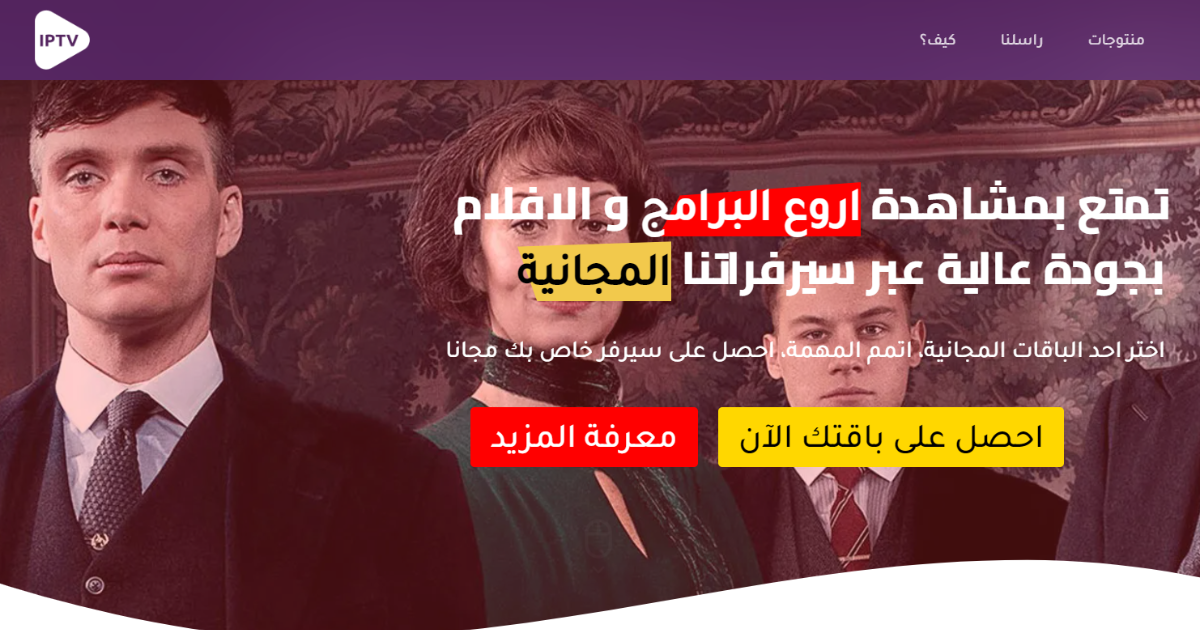 IPTV
منتوجات
راسلنا
كيف؟
تمتع بمشاهدة اروع البرامج و الافلام
بجودة عالية عبر سيرفراتنا المجانية
اختر احد الباقات المجانية، اتمم المهمة، احصل على سيرفر خاص بك مجانا
احصل على باقتك الآن
معرفة المزيد